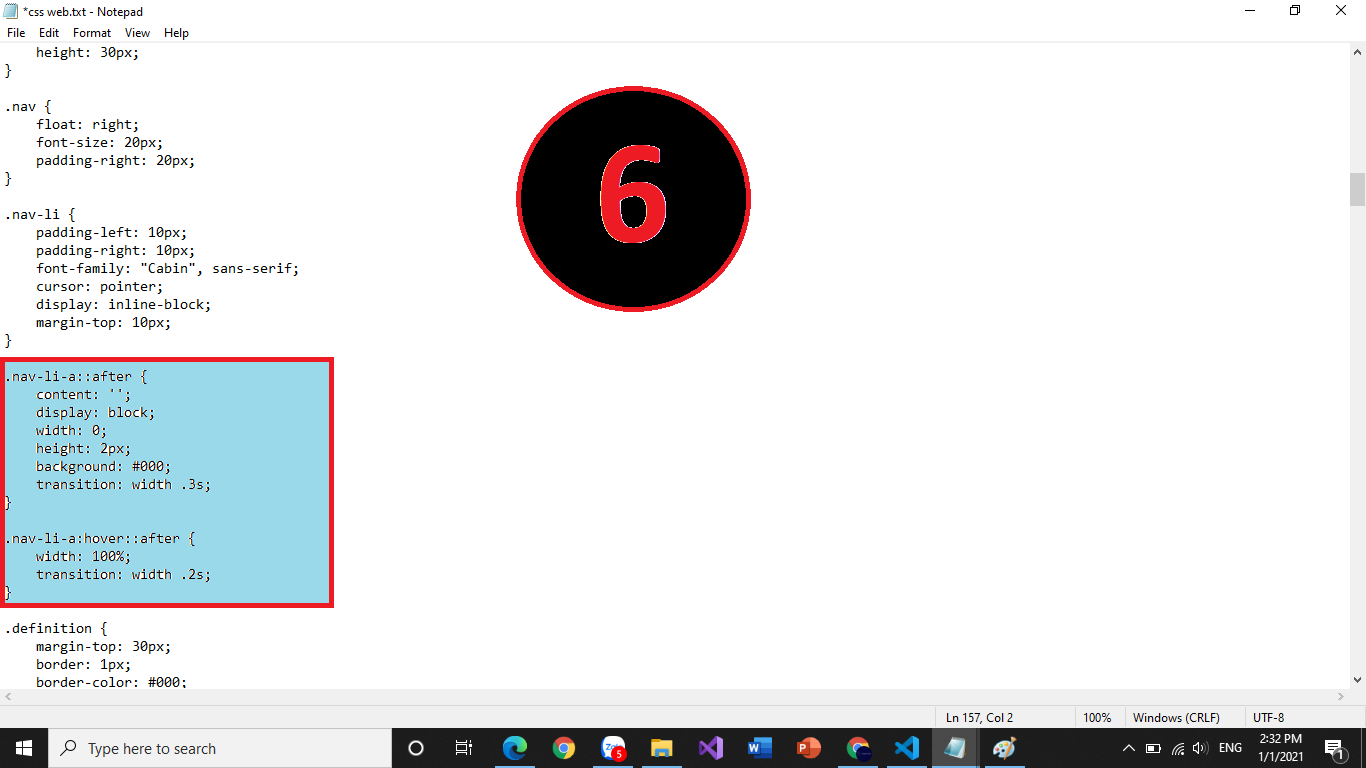 *css web.txt - Notepad
File Edit Format View Help
height: 30px;
}
.nav {
float: right;
font-size: 20px;
padding-right: 20px;
}
.nav-li {
padding-left: 10px;
padding-right: 10px;
font-family: "Cabin", sans-serif;
cursor: pointer;
display: inline-block;
margin-top: 10px;
}
6
.nav-li-a::after {
content: '';
display: block;
width: 0;
height: 2px;
background: #000;
transition: width .3s;
}
.nav-li-a:hover::after {
width: 100%;
transition: width .2s;
}
.definition {
margin-top: 30px;
border: 1px;
border-color: #000;
Ln 157, Col 2 100% Windows (CRLF) UTF-8
Type here to search
Zalo 5
ENG
2:32 PM
1/1/2021
1